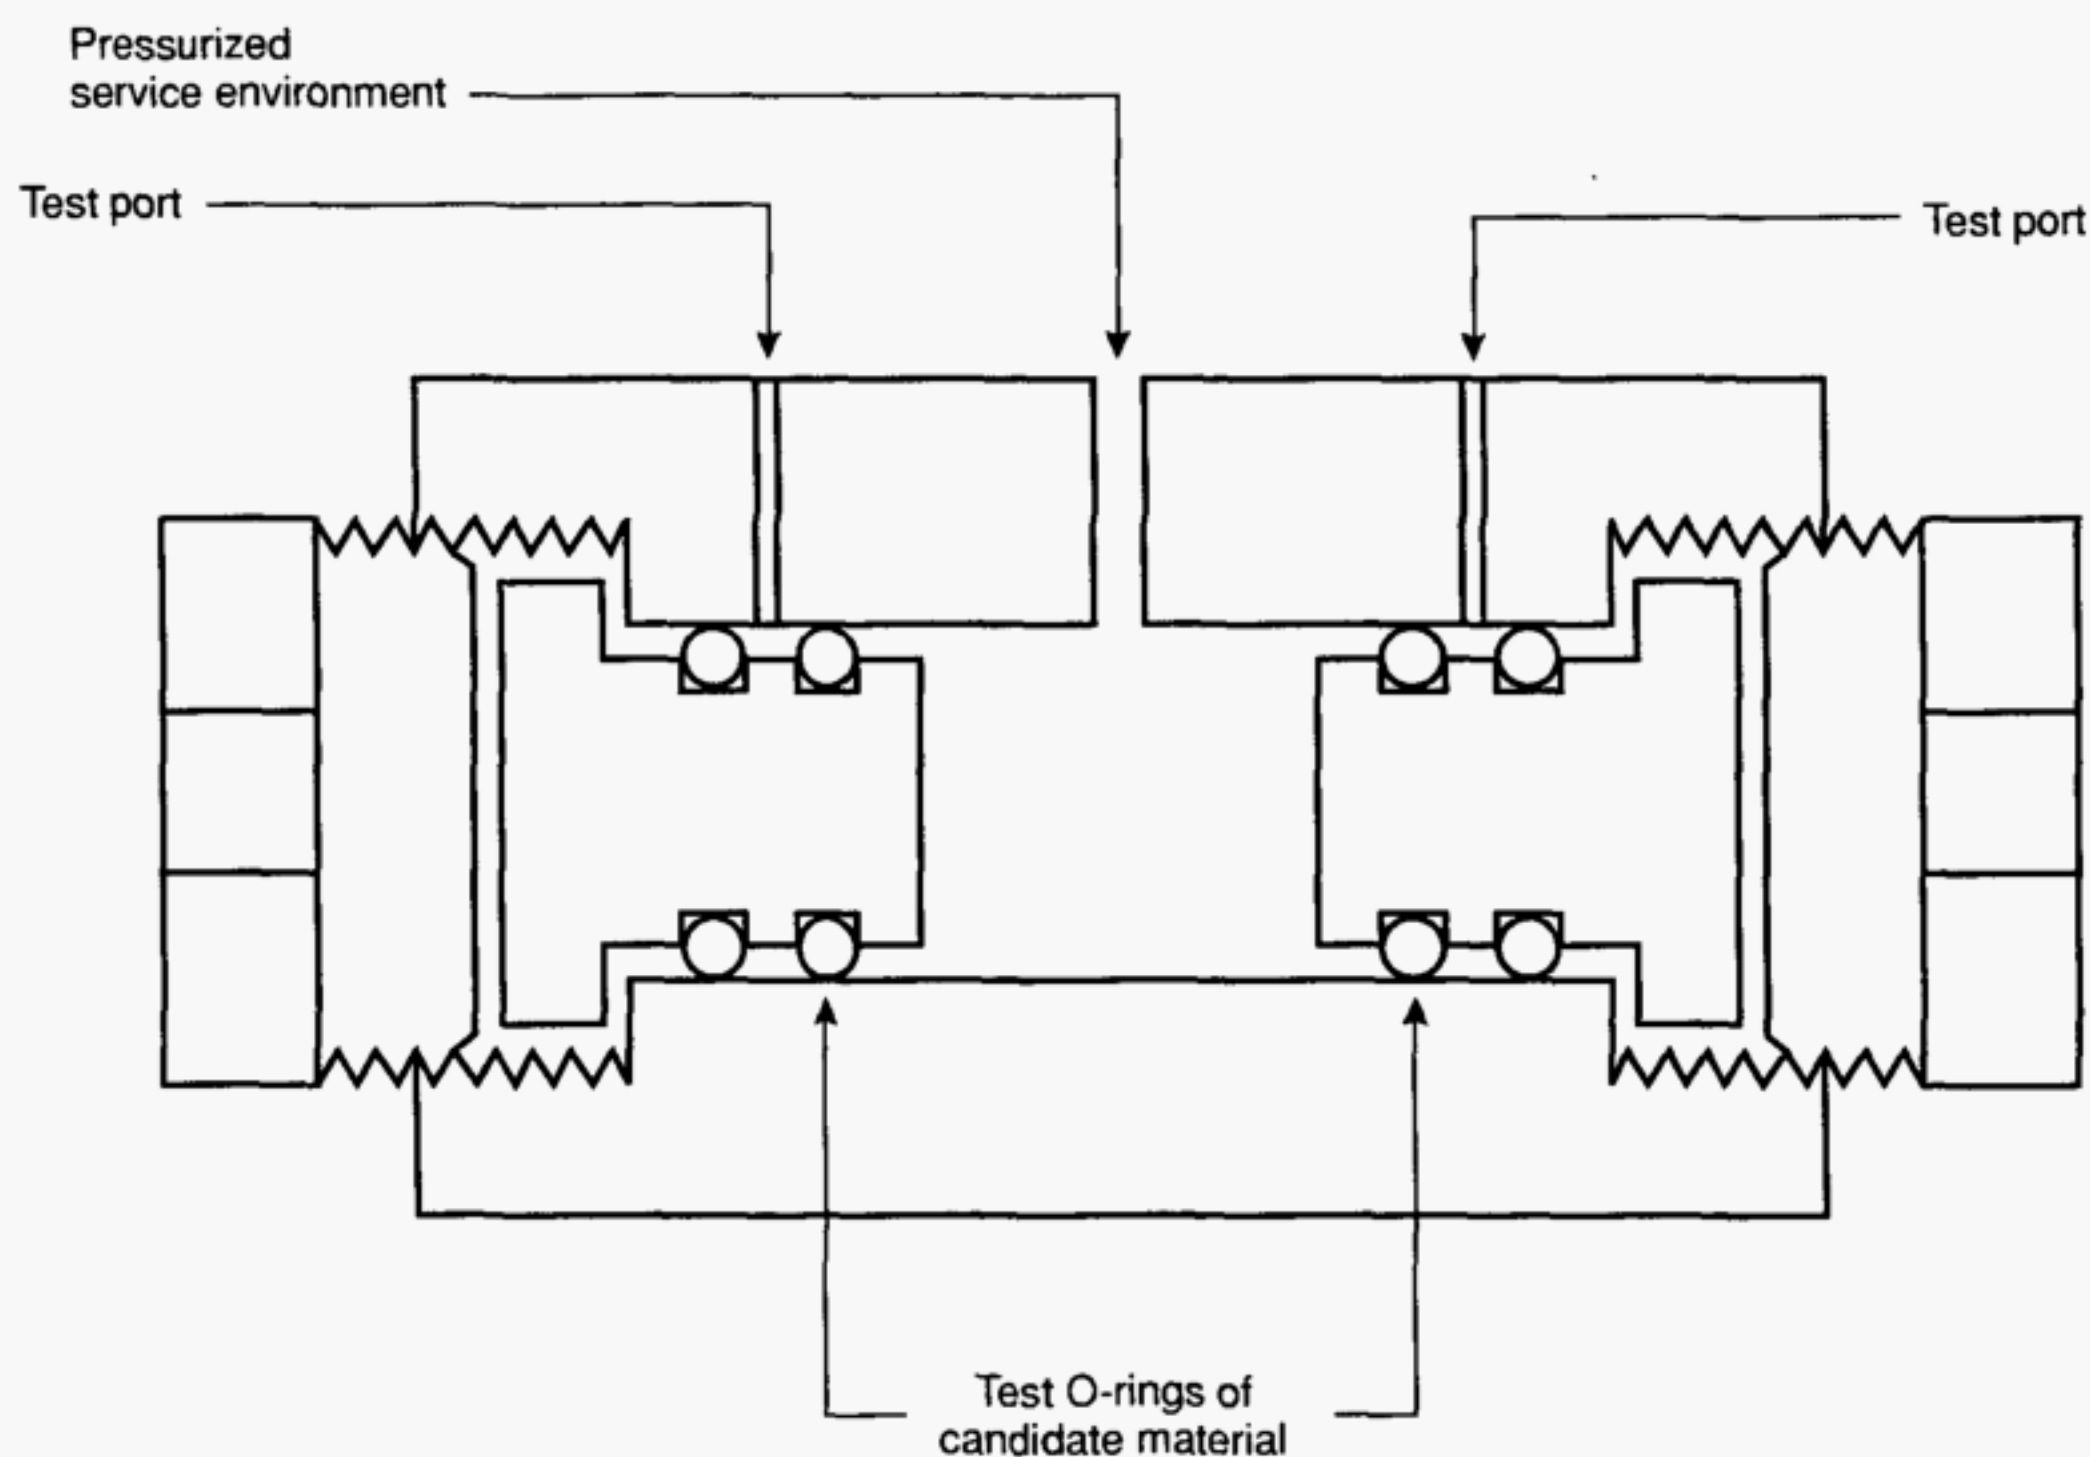 Pressurized
service environment
Test port
Test port
Test O-rings of
candidate material